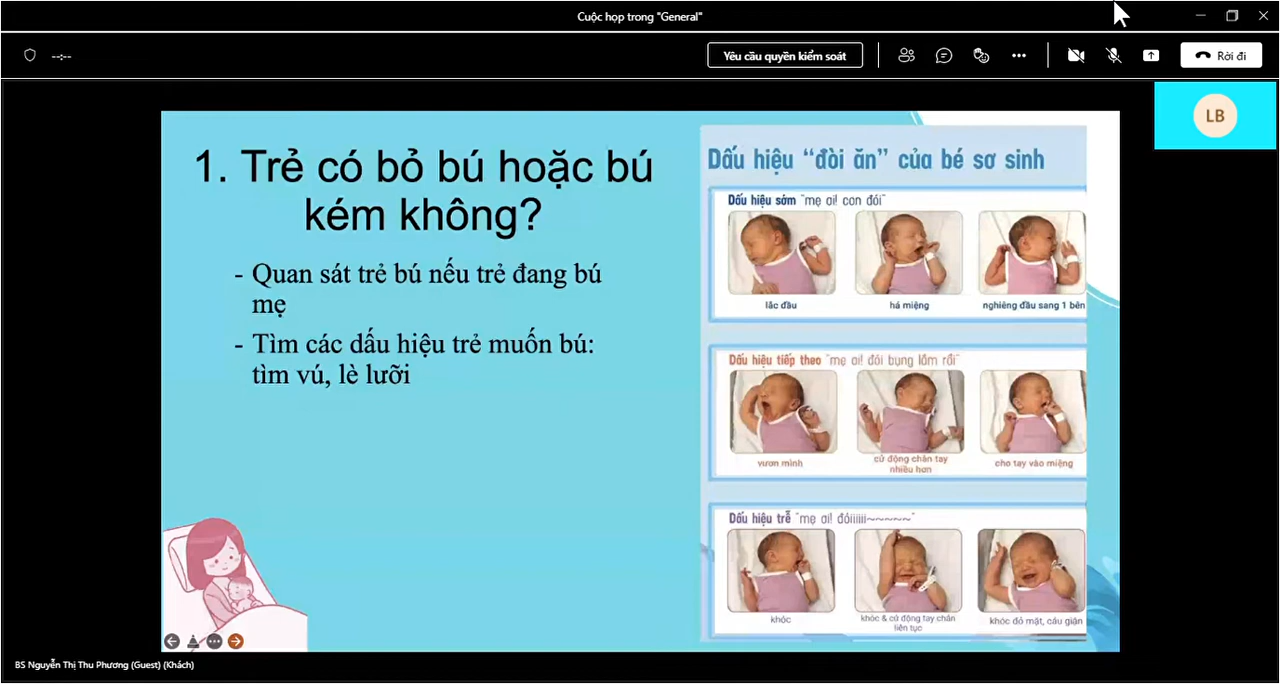 Cuộc họp trong "General"
--:--
Yêu cầu quyền kiểm soát
Rời đi
LB
1. Trẻ có bỏ bú hoặc bú
kém không?
- Quan sát trẻ bú nếu trẻ đang bú
mẹ
- Tìm các dấu hiệu trẻ muốn bú:
tìm vú, lè lưỡi
Dấu hiệu “đòi ăn” của bé sơ sinh
Dấu hiệu sớm "mẹ ơi! con đói"
lắc đầu
há miệng
nghiêng đầu sang 1 bên
Dấu hiệu tiếp theo "mẹ ơi! đói bụng lắm rồi"
vươn mình
cử động chân tay
nhiều hơn
cho tay vào miệng
Dấu hiệu trễ "mẹ ơi! đóiiiiii~~~~~"
khóc
khóc & cử động tay chân
liên tục
khóc đỏ mặt, cáu giận
BS Nguyễn Thị Thu Phương (Guest) (Khách)